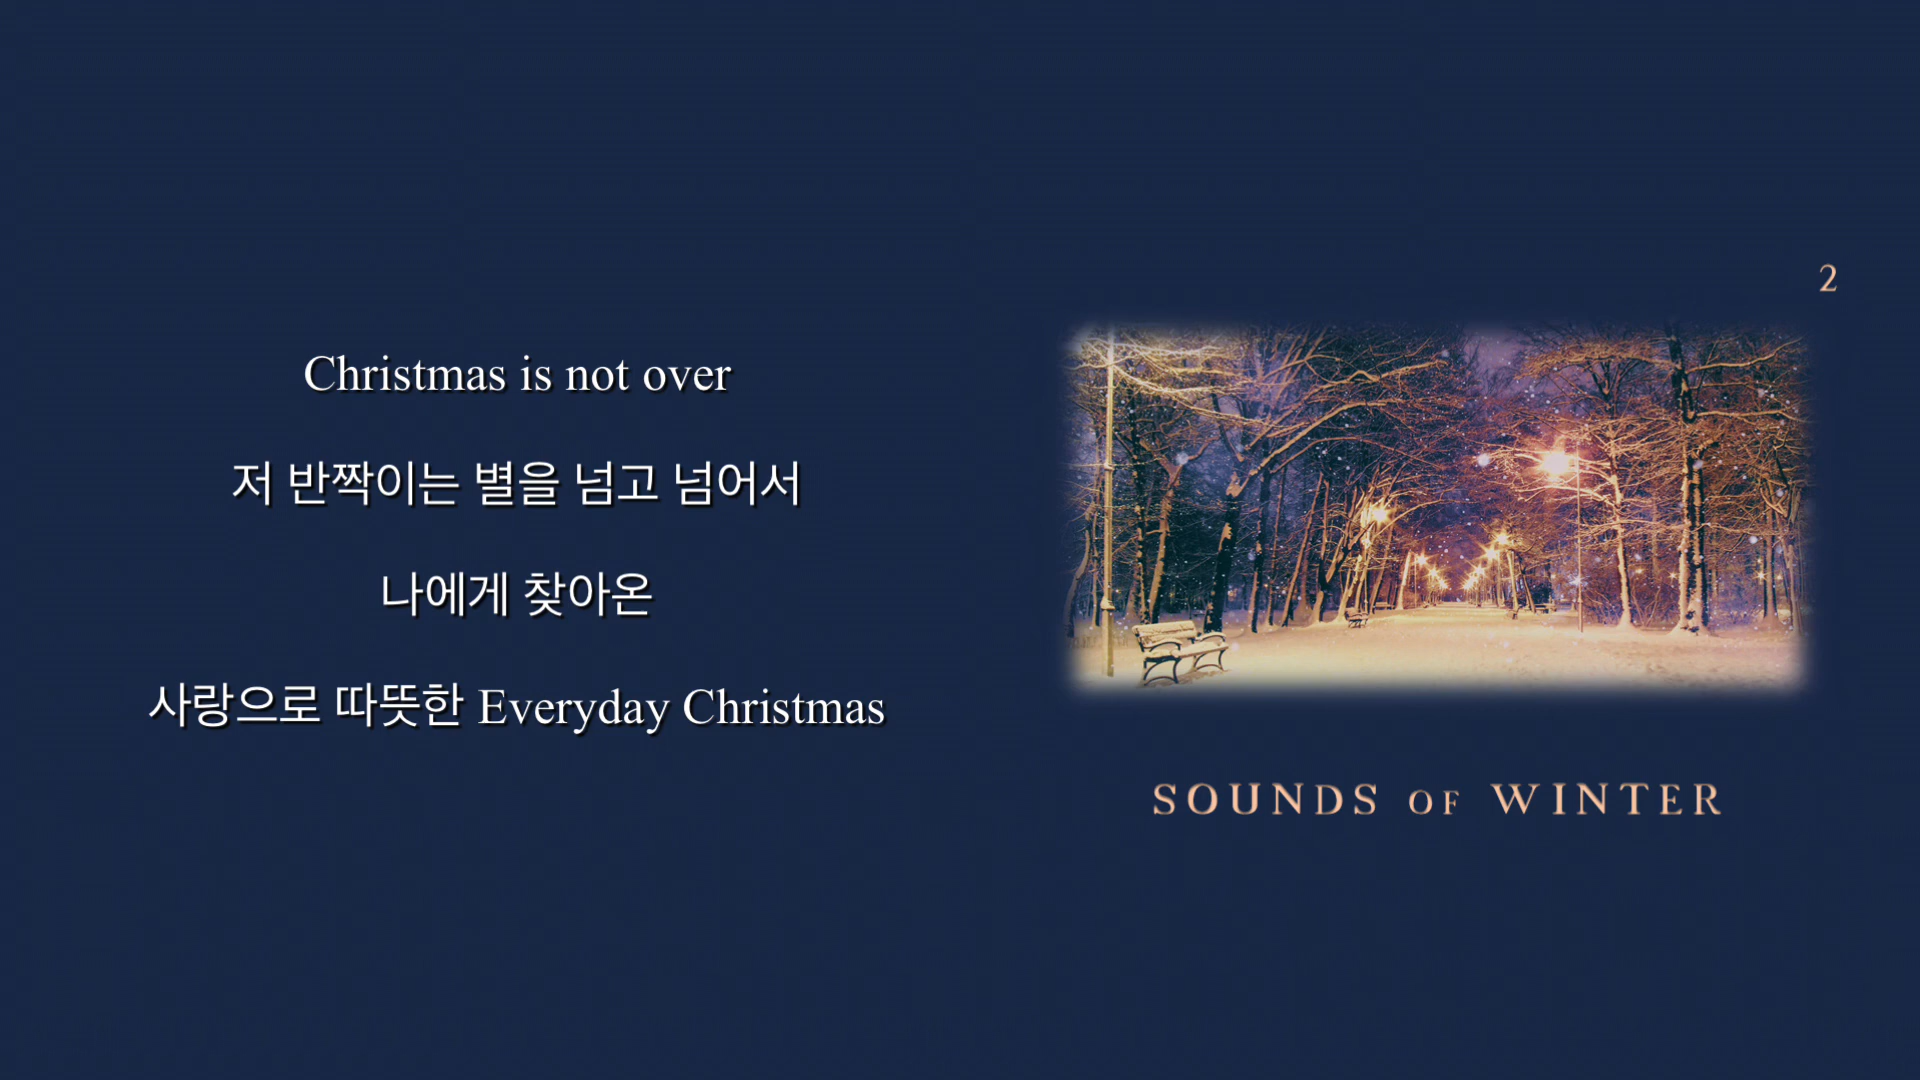 Christmas is not over
저 반짝이는 별을 넘고 넘어서
나에게 찾아온
사랑으로 따뜻한 Everyday Christmas
2
SOUNDS OF WINTER